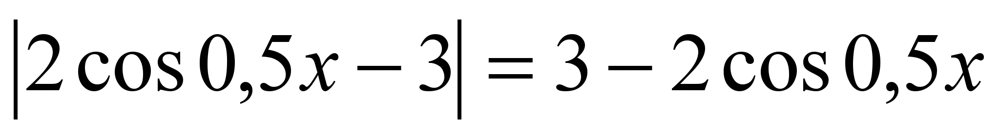 |2 cos 0,5x − 3| = 3 − 2 cos 0,5x